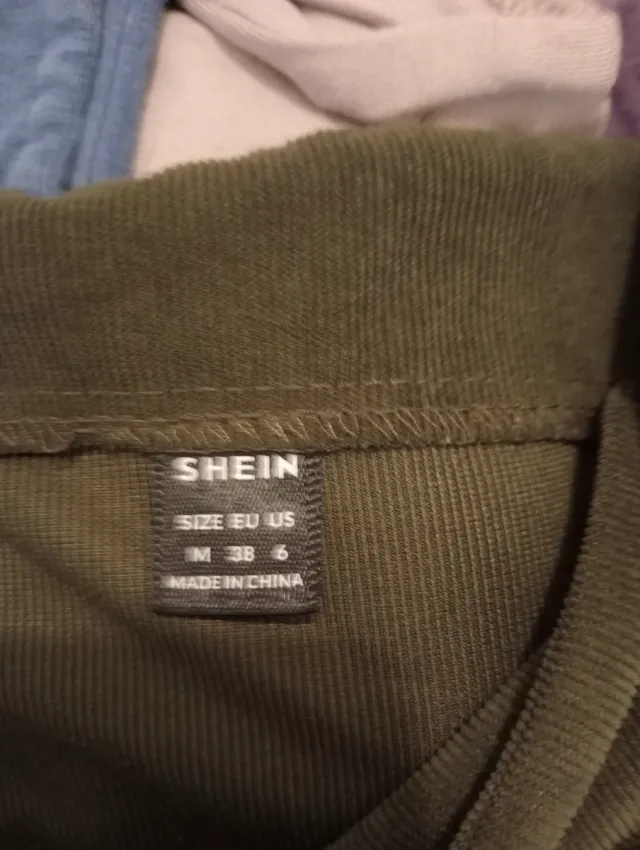 SHEIN
SIZE EU US
M 38 6
MADE IN CHINA